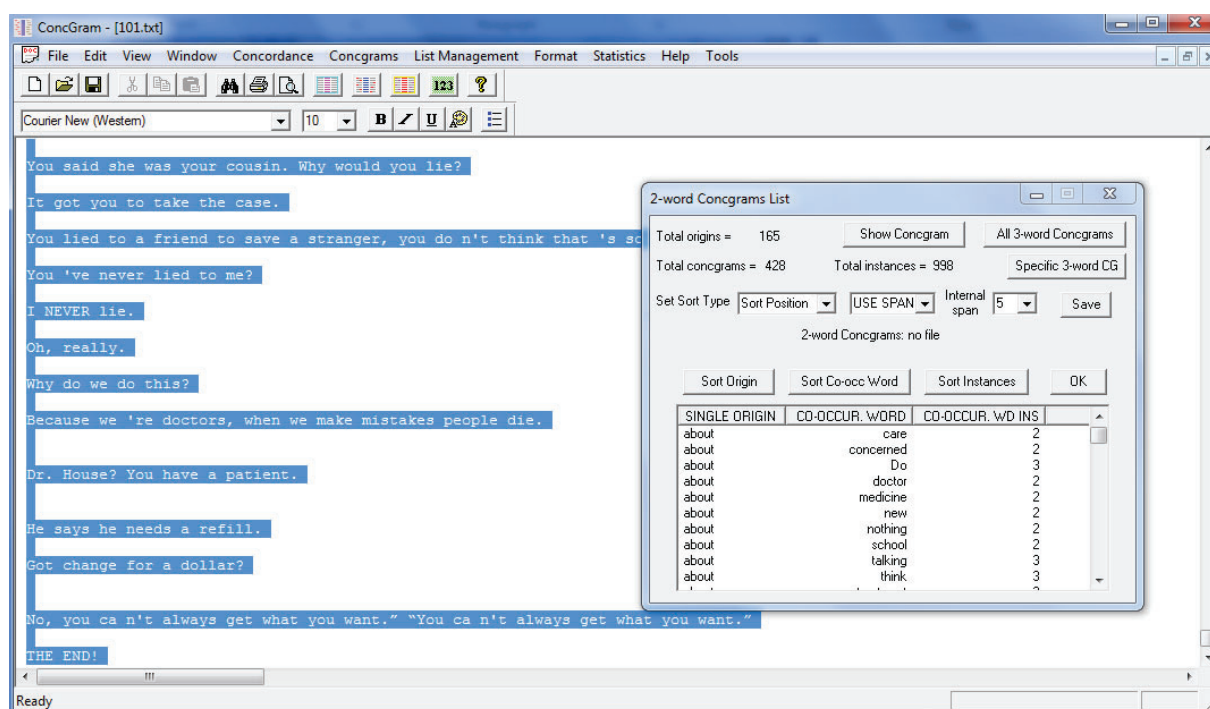 ConcGram - [101.txt]
File Edit View Window Concordance Concgrams List Management Format Statistics Help Tools
123
Courier New (Western) 10 B I U
You said she was your cousin. Why would you lie?
It got you to take the case.
You lied to a friend to save a stranger, you do n't think that 's sc
You 've never lied to me?
I NEVER lie.
Oh, really.
Why do we do this?
Because we 're doctors, when we make mistakes people die.
Dr. House? You have a patient.
He says he needs a refill.
Got change for a dollar?
No, you ca n't always get what you want.” “You ca n't always get what you want.”
THE END!
Ready
2-word Concgrams List
Total origins = 165 Show Concgram All 3-word Concgrams
Total concgrams = 428 Total instances = 998 Specific 3-word CG
Set Sort Type Sort Position USE SPAN Internal span 5 Save
2-word Concgrams: no file
Sort Origin Sort Co-occ Word Sort Instances OK
SINGLE ORIGIN CO-OCCUR. WORD CO-OCCUR. WD INS
about care 2
about concerned 2
about Do 3
about doctor 2
about medicine 2
about new 2
about nothing 2
about school 2
about talking 3
about think 3